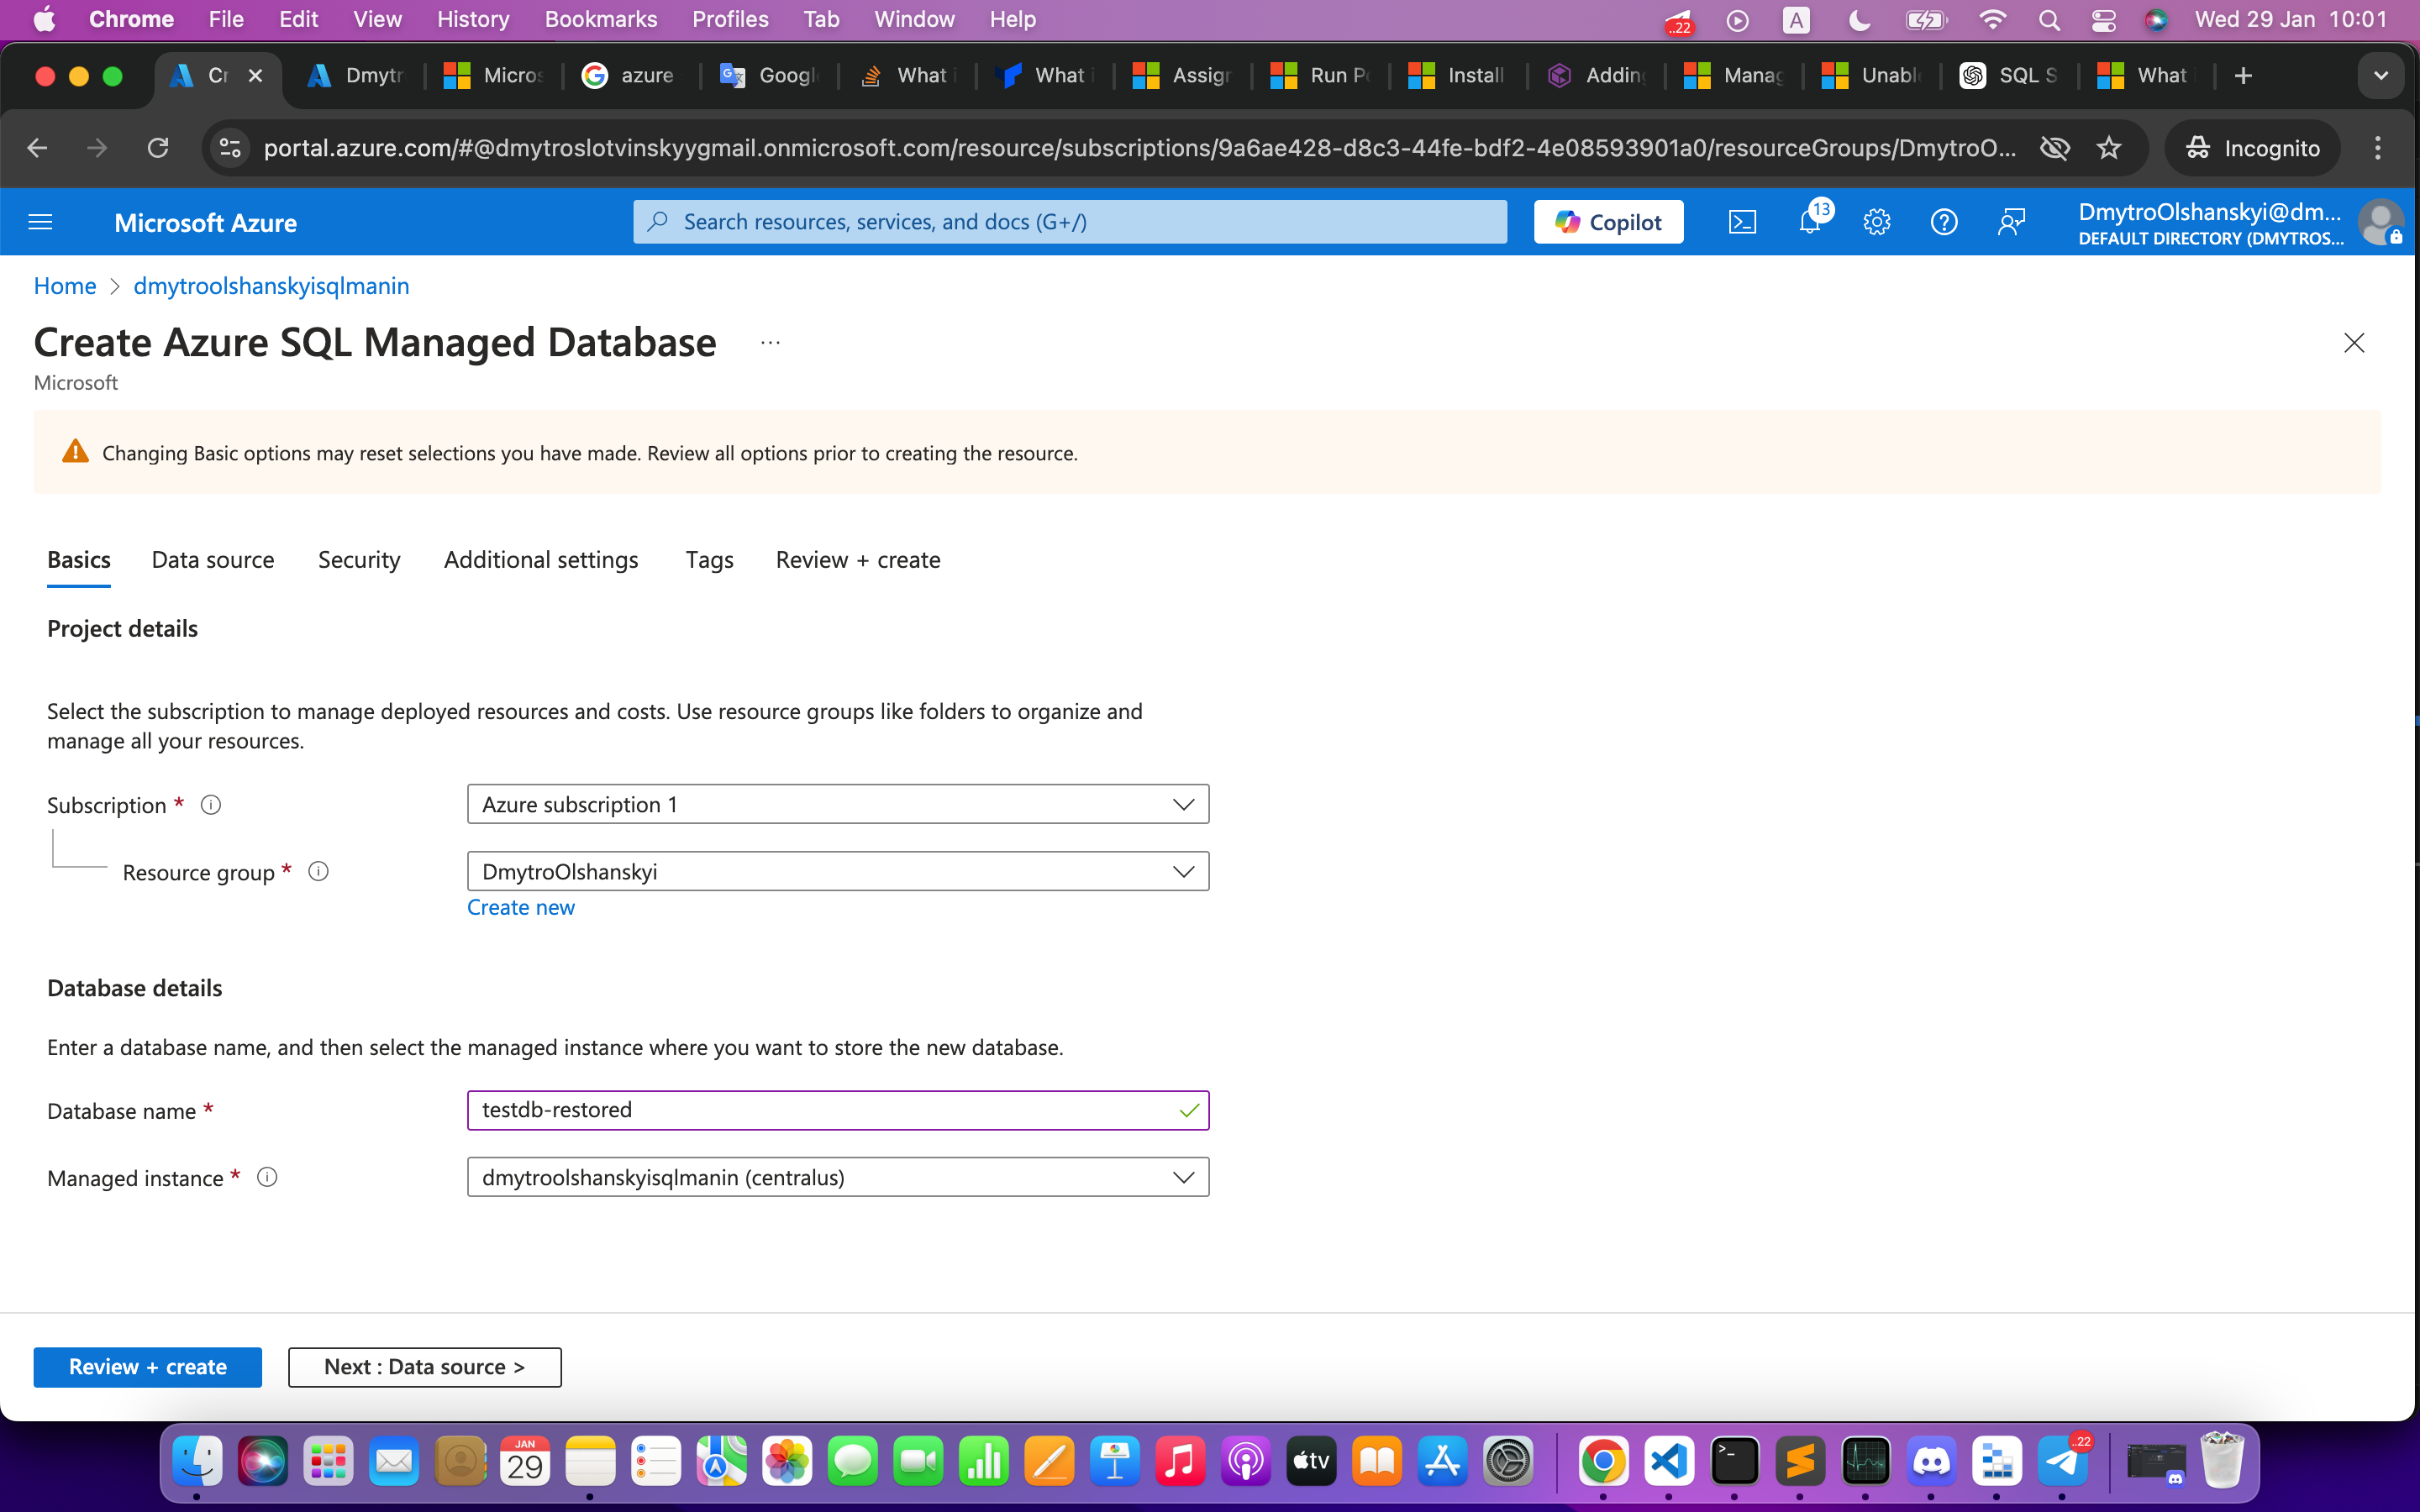 Chrome File Edit View History Bookmarks Profiles Tab Window Help ..22 A Wed 29 Jan 10:01
Cr Dmytr Micros azure Googl What i What i Assign Run Po Install Adding Manag Unable SQL S What
portal.azure.com/#@dmytroslotvinskyygmail.onmicrosoft.com/resource/subscriptions/9a6ae428-d8c3-44fe-bdf2-4e08593901a0/resourceGroups/DmytroO... Incognito
Microsoft Azure Search resources, services, and docs (G+/) Copilot 13 DmytroOlshanskyi@dm...
DEFAULT DIRECTORY (DMYTROS...
Home > dmytroolshanskyisqlmanin
Create Azure SQL Managed Database ...
Microsoft
Changing Basic options may reset selections you have made. Review all options prior to creating the resource.
Basics Data source Security Additional settings Tags Review + create
Project details
Select the subscription to manage deployed resources and costs. Use resource groups like folders to organize and
manage all your resources.
Subscription * Azure subscription 1
Resource group * DmytroOlshanskyi
Create new
Database details
Enter a database name, and then select the managed instance where you want to store the new database.
Database name * testdb-restored
Managed instance * dmytroolshanskyisqlmanin (centralus)
Review + create Next : Data source >
JAN
29
tv
..22